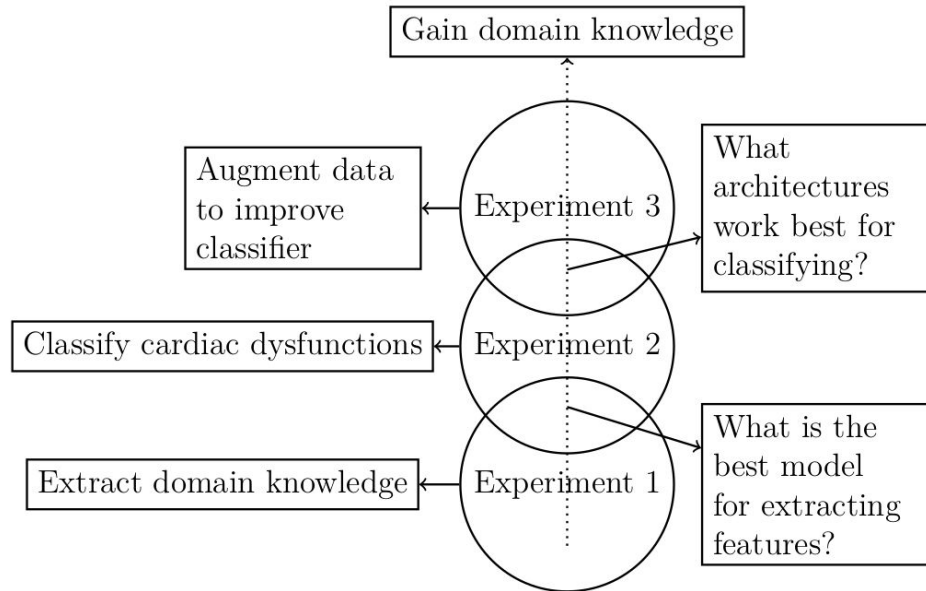 Gain domain knowledge
Augment data
to improve
classifier
Experiment 3
What
architectures
work best for
classifying?
Classify cardiac dysfunctions
Experiment 2
Extract domain knowledge
Experiment 1
What is the
best model
for extracting
features?